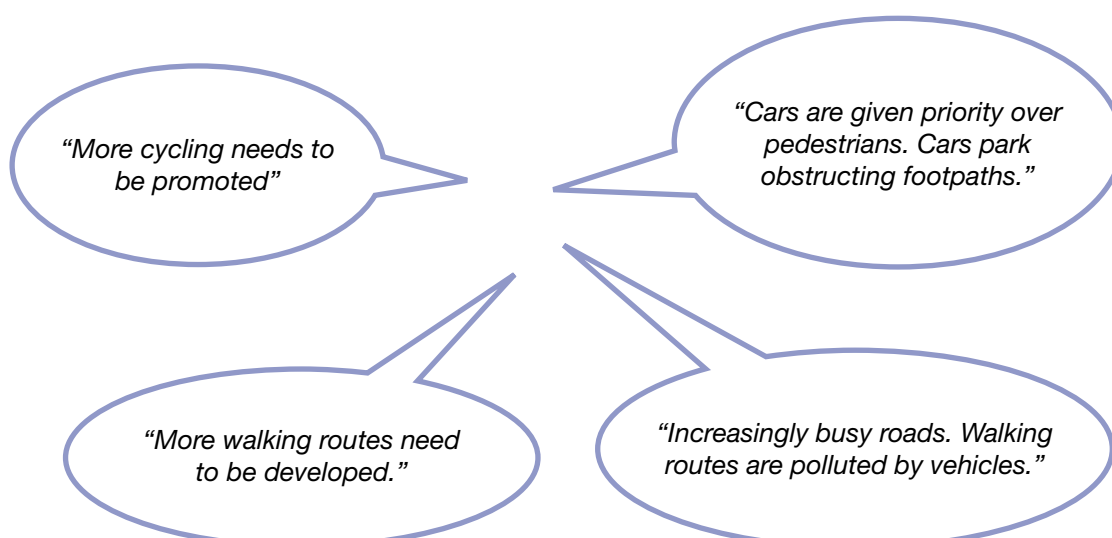 “More cycling needs to
be promoted”
“Cars are given priority over
pedestrians. Cars park
obstructing footpaths.”
“More walking routes need
to be developed.”
“Increasingly busy roads. Walking
routes are polluted by vehicles.”